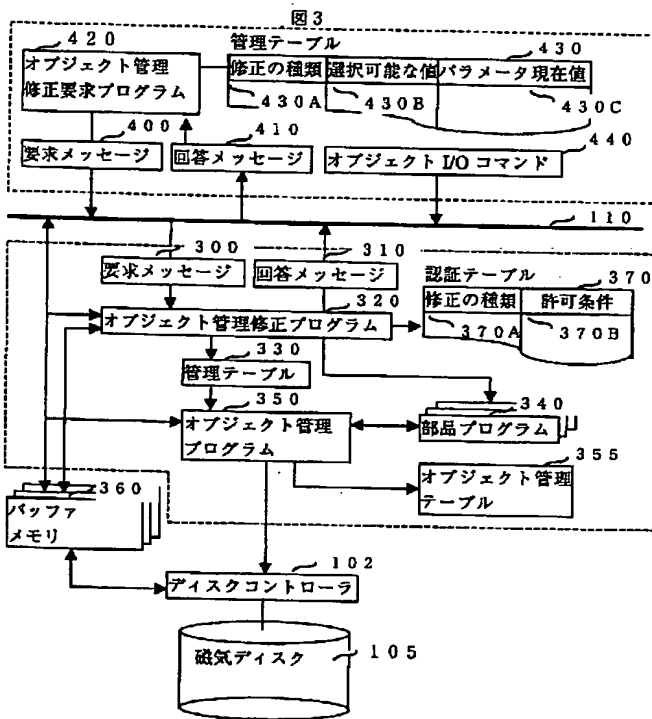 図3
420
管理テーブル
430
オブジェクト管理
修正要求プログラム
修正の種類
選択可能な値
パラメータ現在値
430A
430B
430C
400
410
440
要求メッセージ
回答メッセージ
オブジェクト I/O コマンド
110
300
310
要求メッセージ
回答メッセージ
認証テーブル
370
320
修正の種類
許可条件
オブジェクト管理修正プログラム
370A
370B
330
管理テーブル
350
340
オブジェクト管理
プログラム
部品プログラム
355
オブジェクト管理
テーブル
360
バッファ
メモリ
102
ディスクコントローラ
磁気ディスク
105